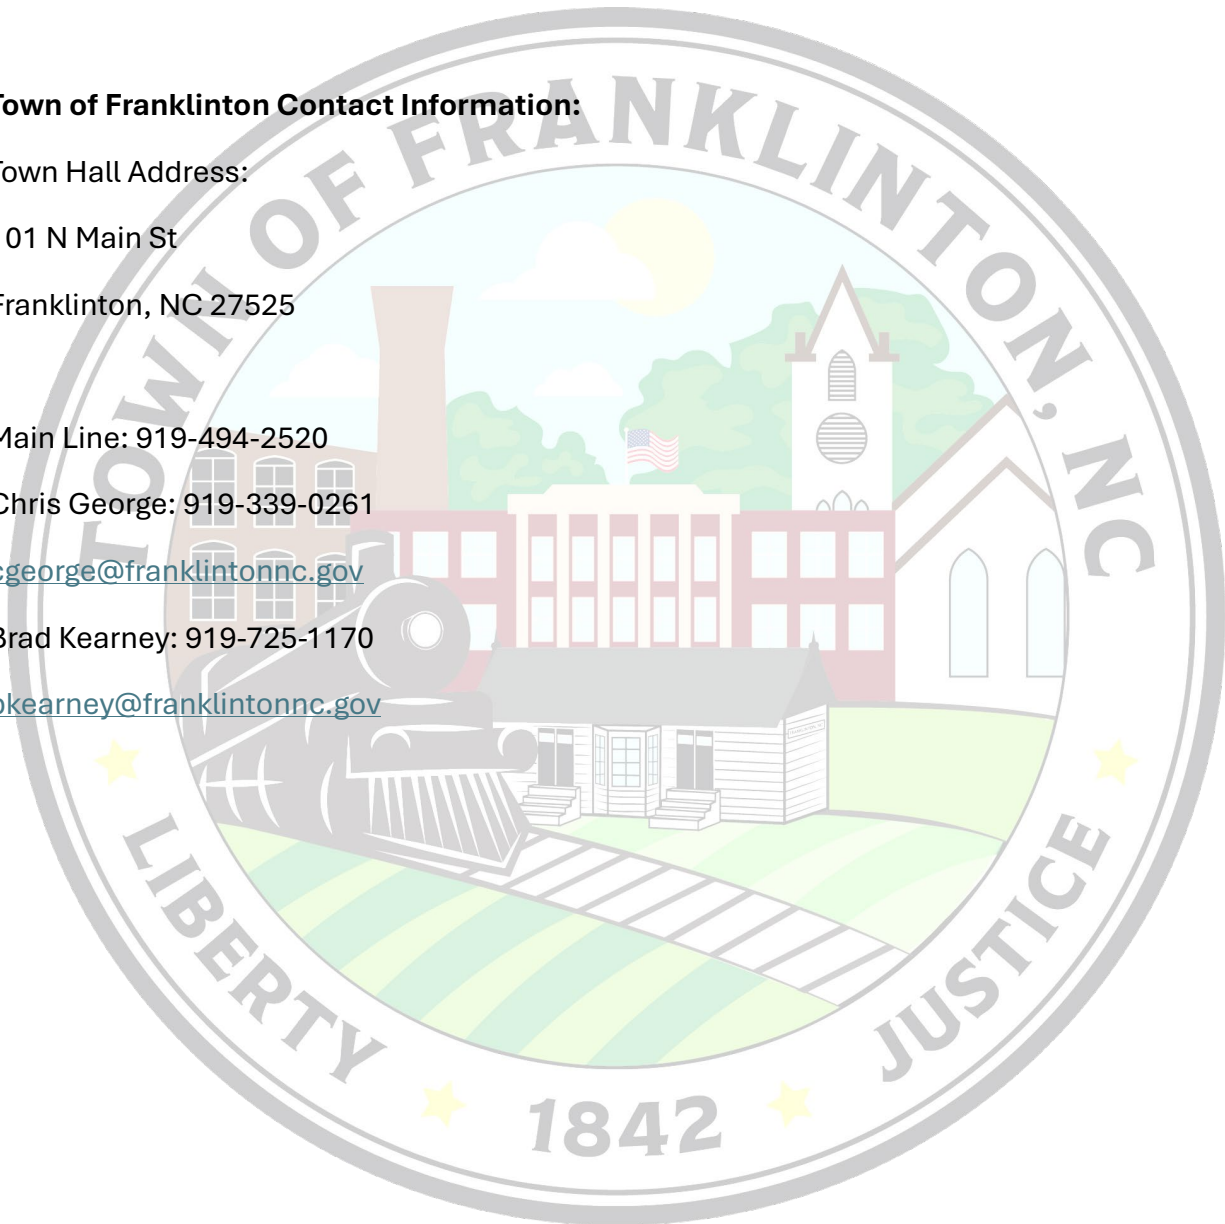 Town of Franklinton Contact Information:
Town Hall Address:
01 N Main St
Franklinton, NC 27525
Main Line: 919-494-2520
Chris George: 919-339-0261
cgeorge@franklintonnc.gov
Brad Kearney: 919-725-1170
bkearney@franklintonnc.gov
TOWN OF FRANKLINTON, NC
LIBERTY
1842
JUSTICE